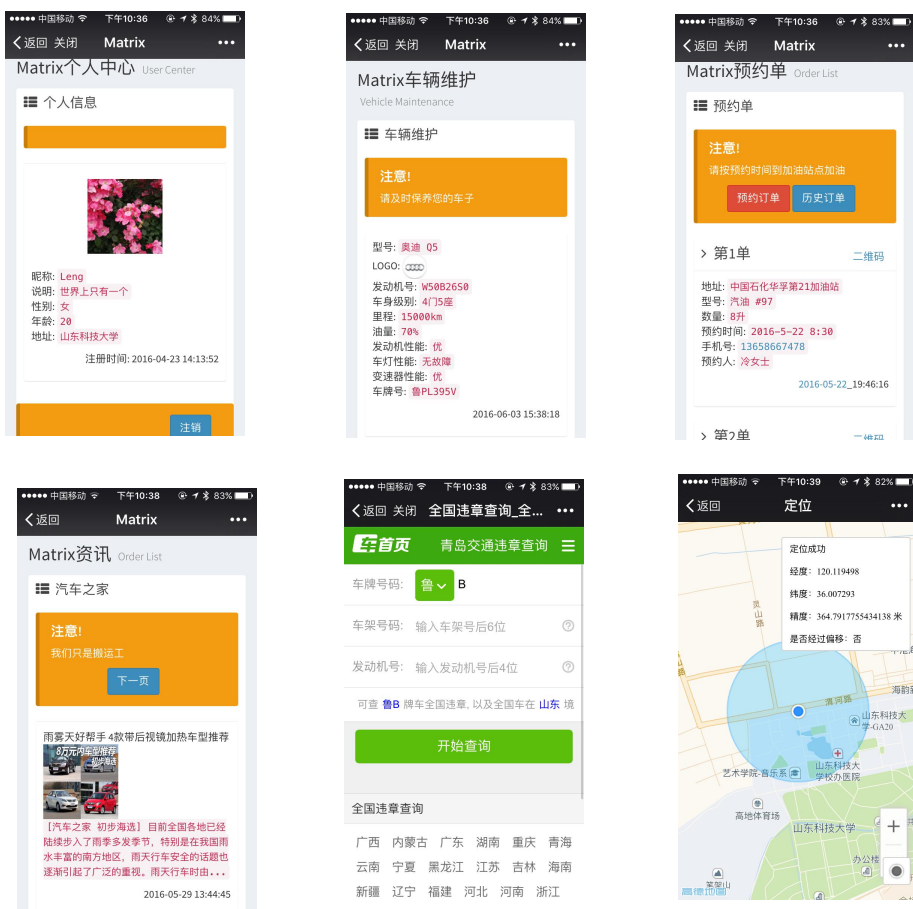 中国移动 下午10:36 84%
返回 关闭 Matrix
Matrix个人中心 User Center
个人信息
昵称: Leng
说明: 世界上只有一个
性别: 女
年龄: 20
地址: 山东科技大学
注册时间: 2016-04-23 14:13:52
注销
中国移动 下午10:36 84%
返回 关闭 Matrix
Matrix车辆维护
Vehicle Maintenance
车辆维护
注意!
请及时保养您的车子
型号: 奥迪 Q5
LOGO:
发动机号: W50B26S0
车身级别: 4门5座
里程: 15000km
油量: 70%
发动机性能: 优
车灯性能: 无故障
变速器性能: 优
车牌号: 鲁PL395V
2016-06-03 15:38:18
中国移动 下午10:36 83%
返回 关闭 Matrix
Matrix预约单 Order List
预约单
注意!
请按预约时间到加油站点加油
预约订单 历史订单
第1单 二维码
地址: 中国石化华孚第21加油站
型号: 汽油 #97
数量: 8升
预约时间: 2016-5-22 8:30
手机号: 13658667478
预约人: 冷女士
2016-05-22_19:46:16
第2单 二维码
中国移动 下午10:38 83%
返回 Matrix
Matrix资讯 Order List
汽车之家
注意!
我们只是搬运工
下一页
雨雾天好帮手 4款带后视镜加热车型推荐
8万元内车型推荐
初步海选
[汽车之家 初步海选] 目前全国各地已经
陆续步入了雨季多发季节, 特别是在我国雨
水丰富的南方地区, 雨天行车安全的话题也
逐渐引起了广泛的重视。雨天行车时由...
2016-05-29 13:44:45
中国移动 下午10:38 83%
返回 关闭 全国违章查询_全...
车首页 青岛交通违章查询
车牌号码: 鲁 B
车架号码: 输入车架号后6位
发动机号: 输入发动机号后4位
可查 鲁B 牌车全国违章, 以及全国车在 山东 境
开始查询
全国违章查询
广西 内蒙古 广东 湖南 重庆 青海
云南 宁夏 黑龙江 江苏 吉林 海南
新疆 辽宁 福建 河北 河南 浙江
中国移动 下午10:39 82%
返回 定位
定位成功
经度: 120.119498
纬度: 36.007293
精度: 364.7917755434138 米
是否经过偏移: 否
灵山路
渭河路
海韵
山东科技大
学-GA20
山东科技大
学校办医院
艺术学院-音乐系
高地体育场
山东科技大学
办公楼
笔架山
高德地图